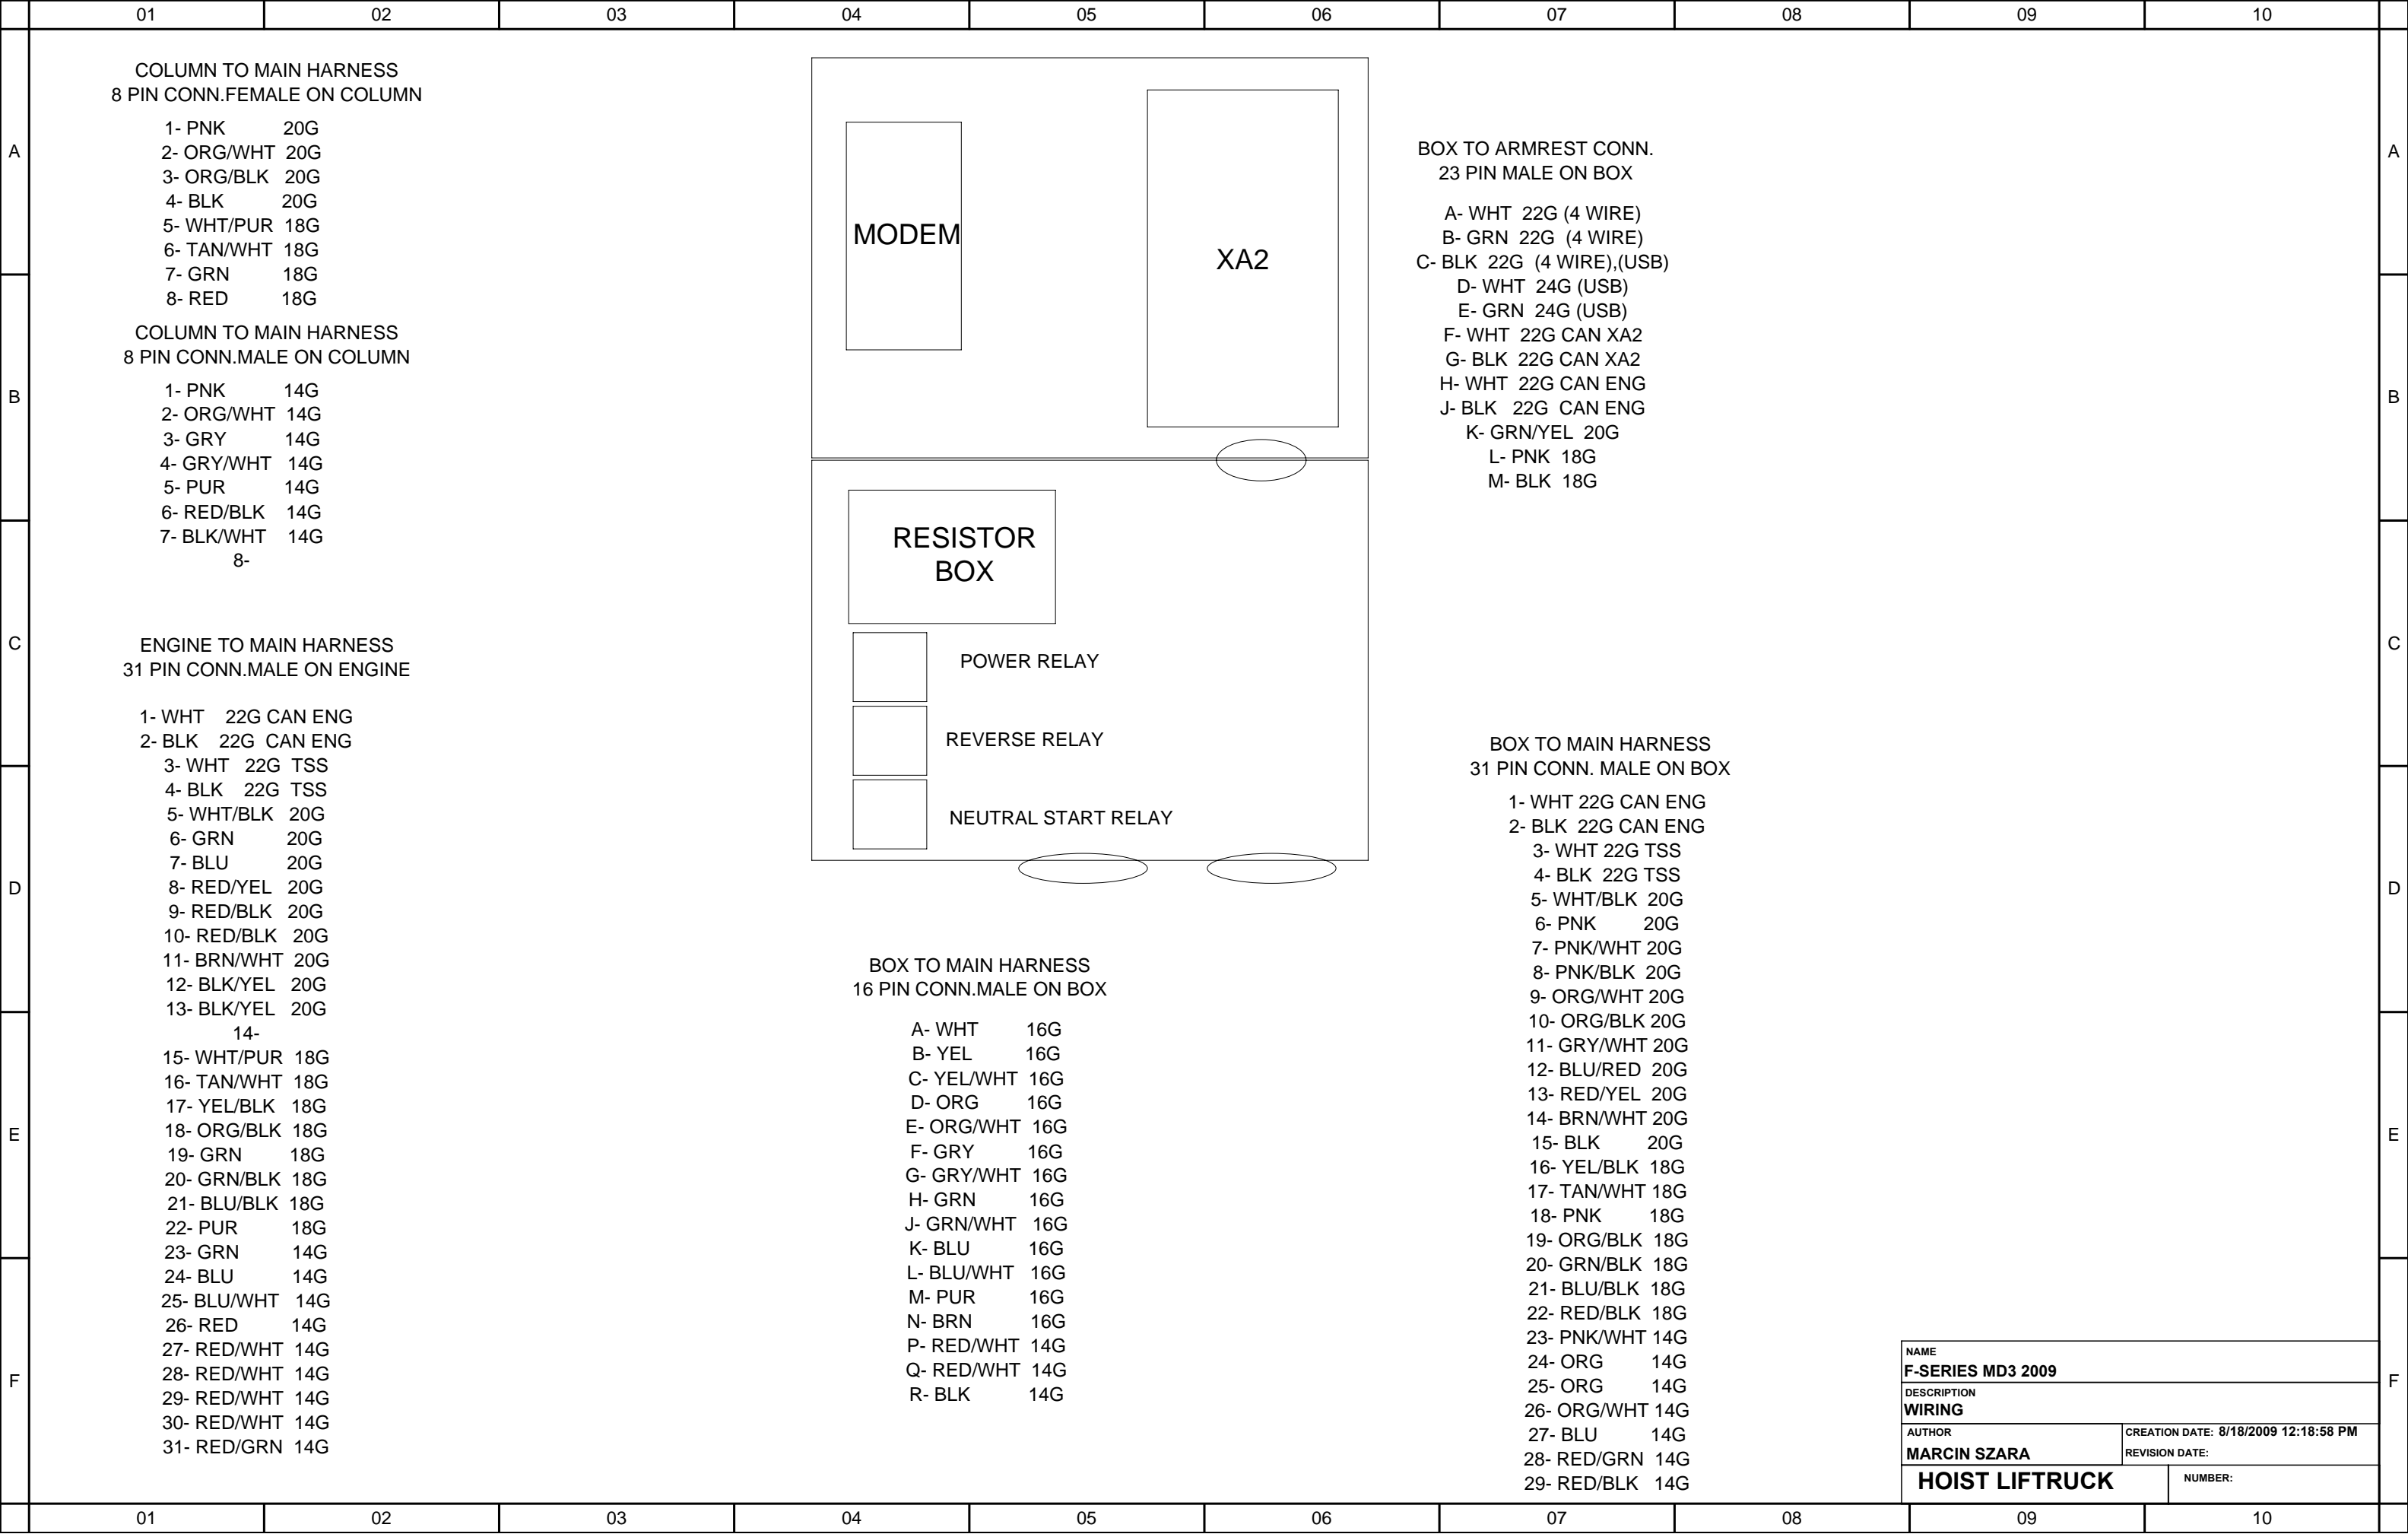 01 02 03 04 05 06 07 08 09 10
A
B
C
D
E
F
COLUMN TO MAIN HARNESS
8 PIN CONN.FEMALE ON COLUMN
1- PNK 20G
2- ORG/WHT 20G
3- ORG/BLK 20G
4- BLK 20G
5- WHT/PUR 18G
6- TAN/WHT 18G
7- GRN 18G
8- RED 18G
COLUMN TO MAIN HARNESS
8 PIN CONN.MALE ON COLUMN
1- PNK 14G
2- ORG/WHT 14G
3- GRY 14G
4- GRY/WHT 14G
5- PUR 14G
6- RED/BLK 14G
7- BLK/WHT 14G
8-
ENGINE TO MAIN HARNESS
31 PIN CONN.MALE ON ENGINE
1- WHT 22G CAN ENG
2- BLK 22G CAN ENG
3- WHT 22G TSS
4- BLK 22G TSS
5- WHT/BLK 20G
6- GRN 20G
7- BLU 20G
8- RED/YEL 20G
9- RED/BLK 20G
10- RED/BLK 20G
11- BRN/WHT 20G
12- BLK/YEL 20G
13- BLK/YEL 20G
14-
15- WHT/PUR 18G
16- TAN/WHT 18G
17- YEL/BLK 18G
18- ORG/BLK 18G
19- GRN 18G
20- GRN/BLK 18G
21- BLU/BLK 18G
22- PUR 18G
23- GRN 14G
24- BLU 14G
25- BLU/WHT 14G
26- RED 14G
27- RED/WHT 14G
28- RED/WHT 14G
29- RED/WHT 14G
30- RED/WHT 14G
31- RED/GRN 14G
MODEM
XA2
RESISTOR
BOX
POWER RELAY
REVERSE RELAY
NEUTRAL START RELAY
BOX TO MAIN HARNESS
16 PIN CONN.MALE ON BOX
A- WHT 16G
B- YEL 16G
C- YEL/WHT 16G
D- ORG 16G
E- ORG/WHT 16G
F- GRY 16G
G- GRY/WHT 16G
H- GRN 16G
J- GRN/WHT 16G
K- BLU 16G
L- BLU/WHT 16G
M- PUR 16G
N- BRN 16G
P- RED/WHT 14G
Q- RED/WHT 14G
R- BLK 14G
BOX TO ARMREST CONN.
23 PIN MALE ON BOX
A- WHT 22G (4 WIRE)
B- GRN 22G (4 WIRE)
C- BLK 22G (4 WIRE),(USB)
D- WHT 24G (USB)
E- GRN 24G (USB)
F- WHT 22G CAN XA2
G- BLK 22G CAN XA2
H- WHT 22G CAN ENG
J- BLK 22G CAN ENG
K- GRN/YEL 20G
L- PNK 18G
M- BLK 18G
BOX TO MAIN HARNESS
31 PIN CONN. MALE ON BOX
1- WHT 22G CAN ENG
2- BLK 22G CAN ENG
3- WHT 22G TSS
4- BLK 22G TSS
5- WHT/BLK 20G
6- PNK 20G
7- PNK/WHT 20G
8- PNK/BLK 20G
9- ORG/WHT 20G
10- ORG/BLK 20G
11- GRY/WHT 20G
12- BLU/RED 20G
13- RED/YEL 20G
14- BRN/WHT 20G
15- BLK 20G
16- YEL/BLK 18G
17- TAN/WHT 18G
18- PNK 18G
19- ORG/BLK 18G
20- GRN/BLK 18G
21- BLU/BLK 18G
22- RED/BLK 18G
23- PNK/WHT 14G
24- ORG 14G
25- ORG 14G
26- ORG/WHT 14G
27- BLU 14G
28- RED/GRN 14G
29- RED/BLK 14G
A
B
C
D
E
F
NAME
F-SERIES MD3 2009
DESCRIPTION
WIRING
AUTHOR
MARCIN SZARA
CREATION DATE: 8/18/2009 12:18:58 PM
REVISION DATE:
HOIST LIFTRUCK
NUMBER:
01 02 03 04 05 06 07 08 09 10